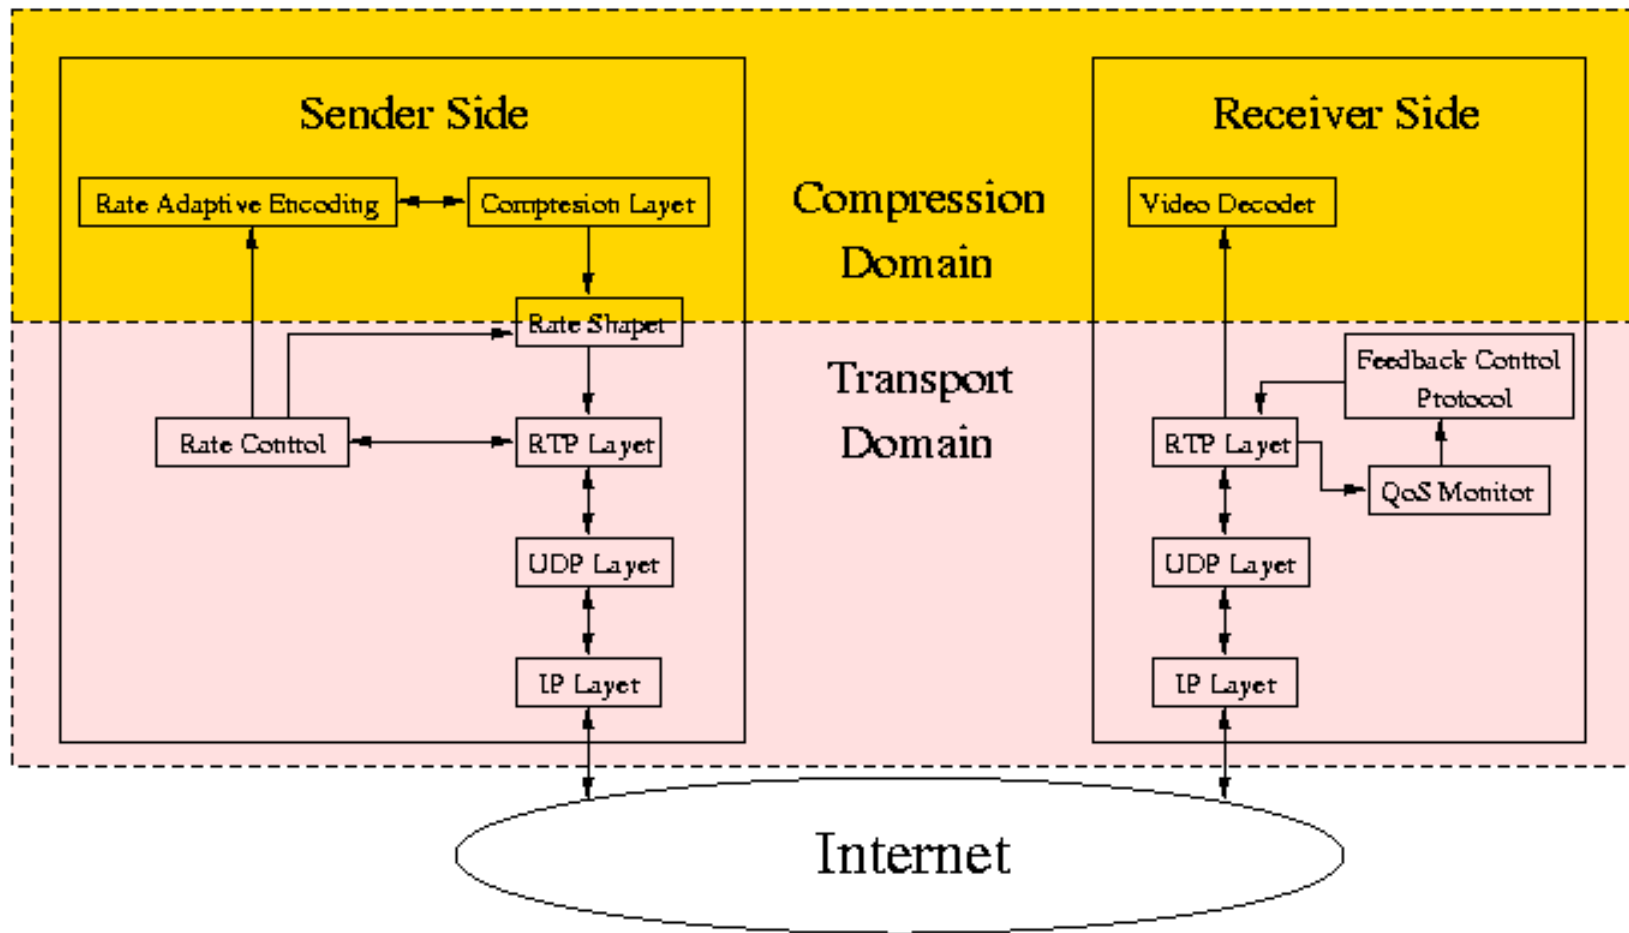 Sender Side
Receiver Side
Rate Adaptive Encoding
Compresion Layer
Compression
Domain
Video Decoder
Rate Shaper
Transport
Domain
Feedback Control
Protocol
Rate Control
RTP Layer
RTP Layer
QoS Monitor
UDP Layer
UDP Layer
IP Layer
IP Layer
Internet